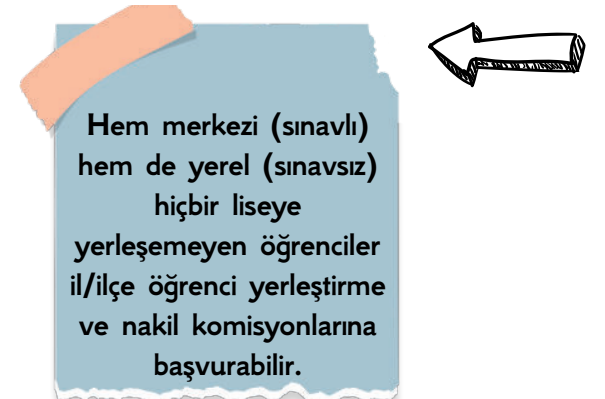 Hem merkezi (sınavlı)
hem de yerel (sınavsız)
hiçbir liseye
yerleşemeyen öğrenciler
il/ilçe öğrenci yerleştirme
ve nakil komisyonlarına
başvurabilir.